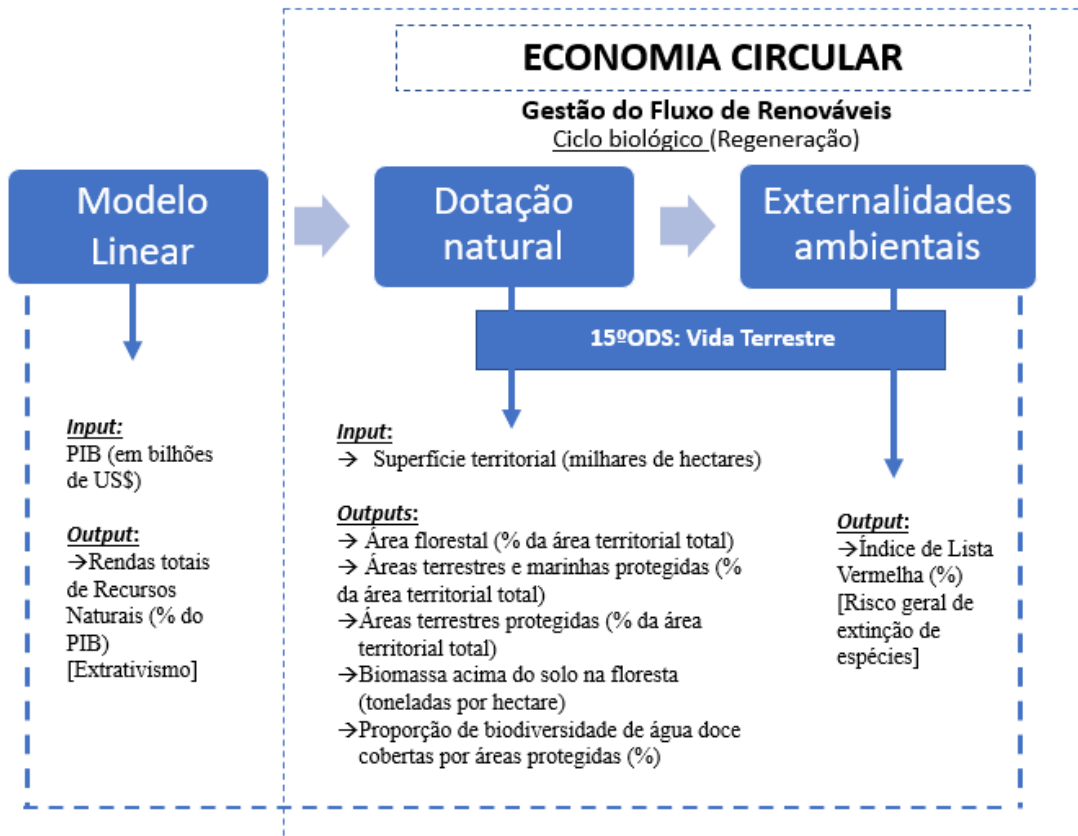 ECONOMIA CIRCULAR
Gestão do Fluxo de Renováveis
Ciclo biológico (Regeneração)
Modelo
Linear
Dotação
natural
Externalidades
ambientais
15ºODS: Vida Terrestre
Input:
PIB (em bilhões
de US$)
Output:
→Rendas totais
de Recursos
Naturais (% do
PIB)
[Extrativismo]
Input:
→ Superfície territorial (milhares de hectares)
Outputs:
→ Área florestal (% da área territorial total)
→ Áreas terrestres e marinhas protegidas (%
da área territorial total)
→Áreas terrestres protegidas (% da área
territorial total)
→Biomassa acima do solo na floresta
(toneladas por hectare)
→Proporção de biodiversidade de água doce
cobertas por áreas protegidas (%)
Output:
→Índice de Lista
Vermelha (%)
[Risco geral de
extinção de
espécies]